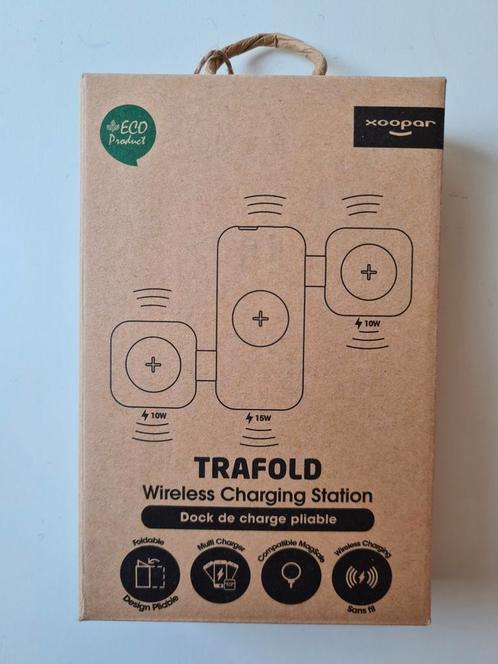 ECO
Product
xoopar
10W
10W
15W
TRAFOLD
Wireless Charging Station
Dock de charge pliable
Foldable
Design Pliable
Multi Charger
Compatible MagSafe
Wireless Charging
Sans fil